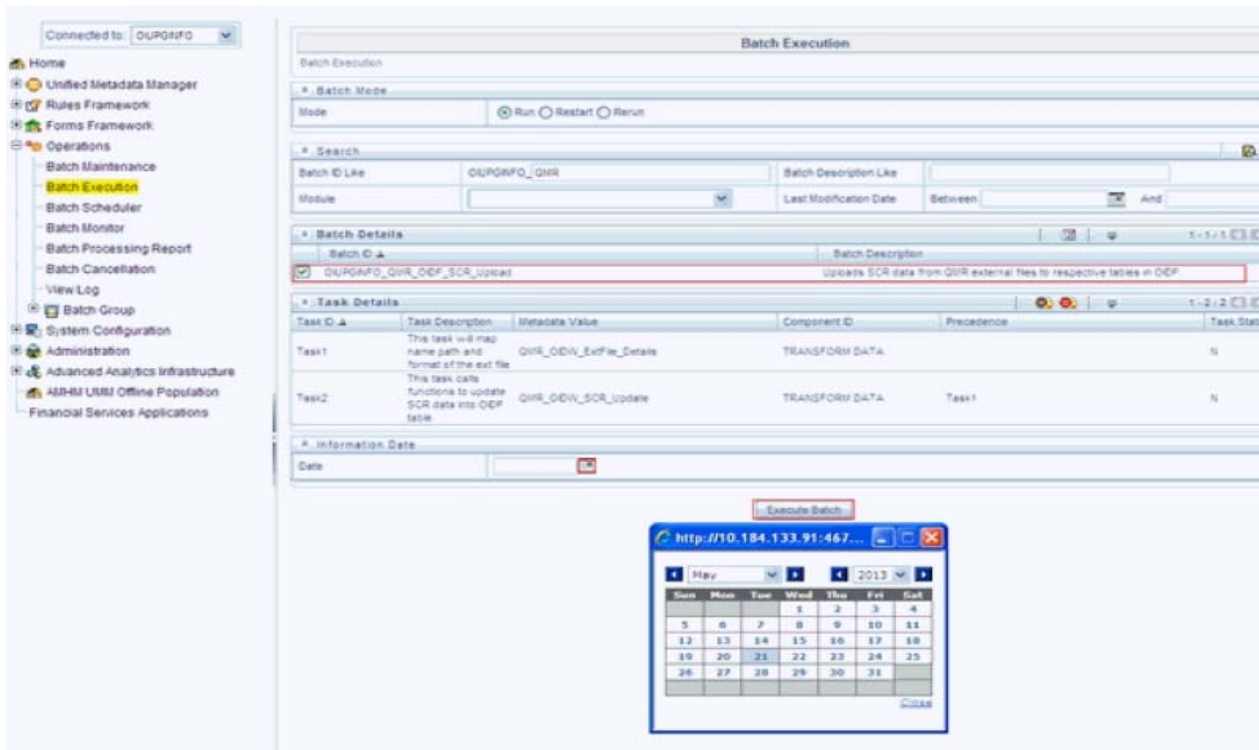 Connected to: OIJPGINFO
Home
Unified Metadata Manager
Rules Framework
Forms Framework
Operations
Batch Maintenance
Batch Execution
Batch Scheduler
Batch Monitor
Batch Processing Report
Batch Cancellation
View Log
Batch Group
System Configuration
Administration
Advanced Analytics Infrastructure
Offline Population
Financial Services Applications
Batch Execution
Batch Execution
Batch Mode
Mode Run Restart Rerun
Search
Batch ID Like OIJPGINFO_ QMR Batch Description Like
Module Last Modification Date Between And
Batch Details 1-1/1
Batch ID Batch Description
OIJPGINFO_QMR_OIDF_SCR_Upload Uploads SCR data from QMR external files to respective tables in OIDF
Task Details 1-2/2
Task ID Task Description Metadata Value Component ID Precedence Task Stat
Task1 This task will map name path and format of the ext file QMR_OIDW_ExtFile_Details TRANSFORM DATA N
Task2 This task calls functions to update SCR data into OIDF table QMR_OIDW_SCR_Update TRANSFORM DATA Task1 N
Information Date
Date
Execute Batch
http://10.184.133.91:467...
May 2013
Sun Mon Tue Wed Thu Fri Sat
1 2 3 4
5 6 7 8 9 10 11
12 13 14 15 16 17 18
19 20 21 22 23 24 25
26 27 28 29 30 31
Close